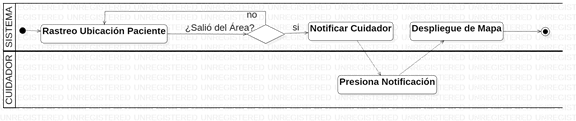 SISTEMA
no
Rastreo Ubicación Paciente
¿Salió del Área?
si
Notificar Cuidador
Despliegue de Mapa
CUIDADOR
Presiona Notificación